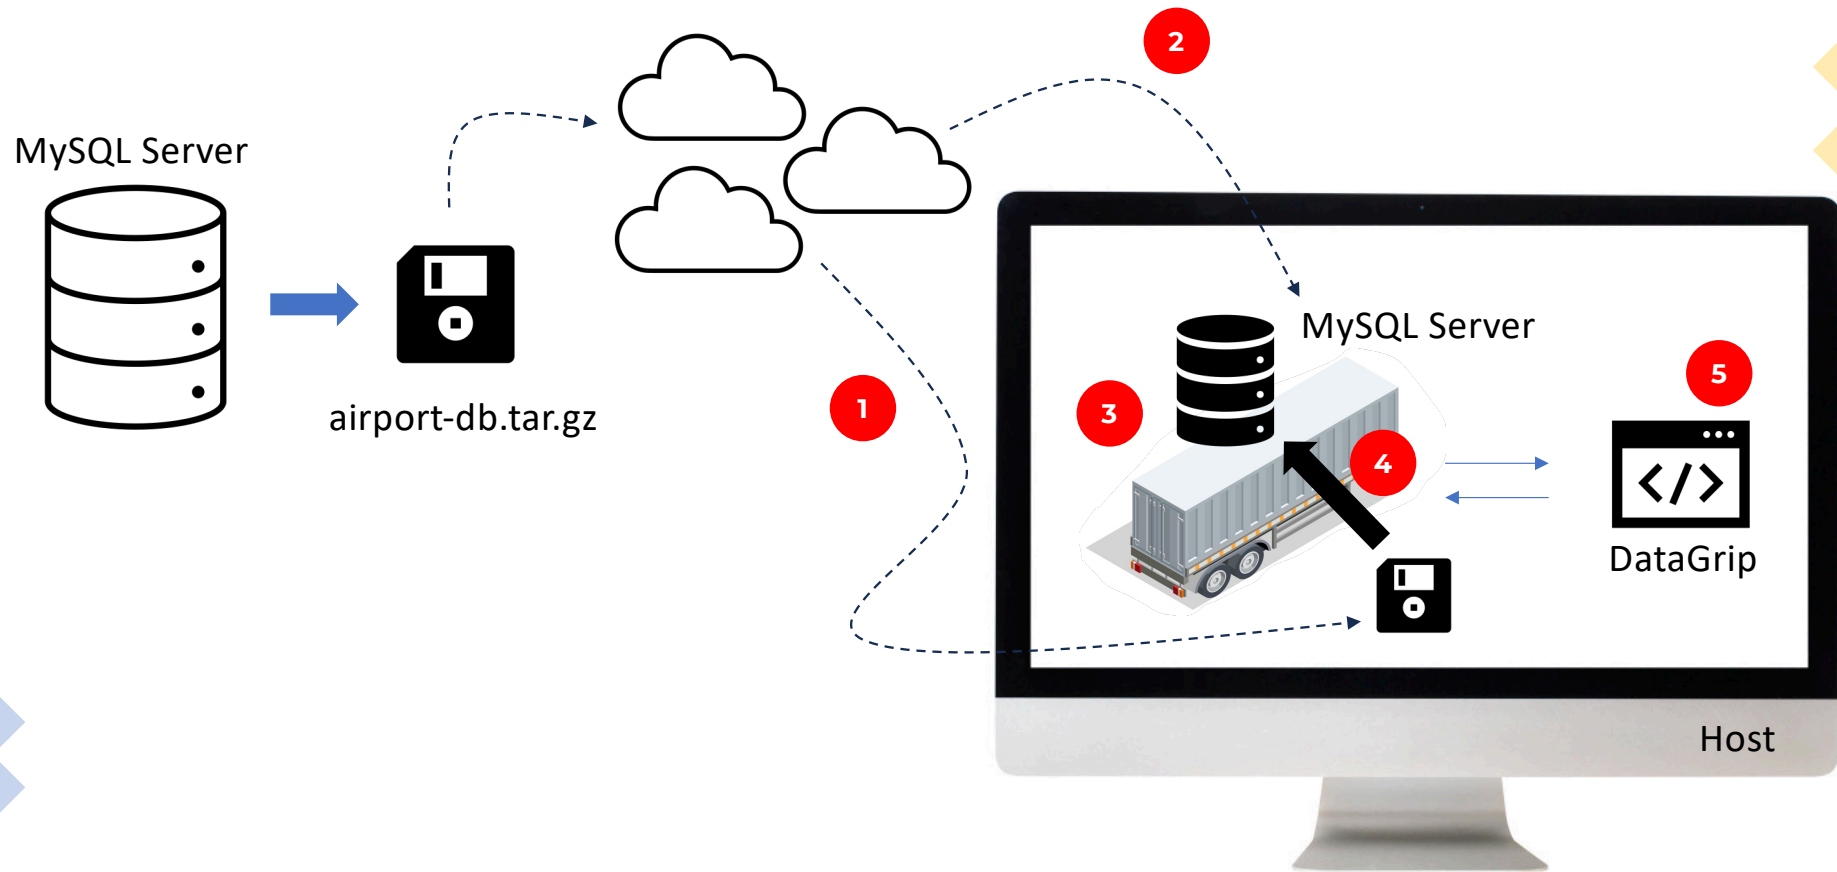 2
MySQL Server
MySQL Server
5
1
3
airport-db.tar.gz
4
</>
DataGrip
Host